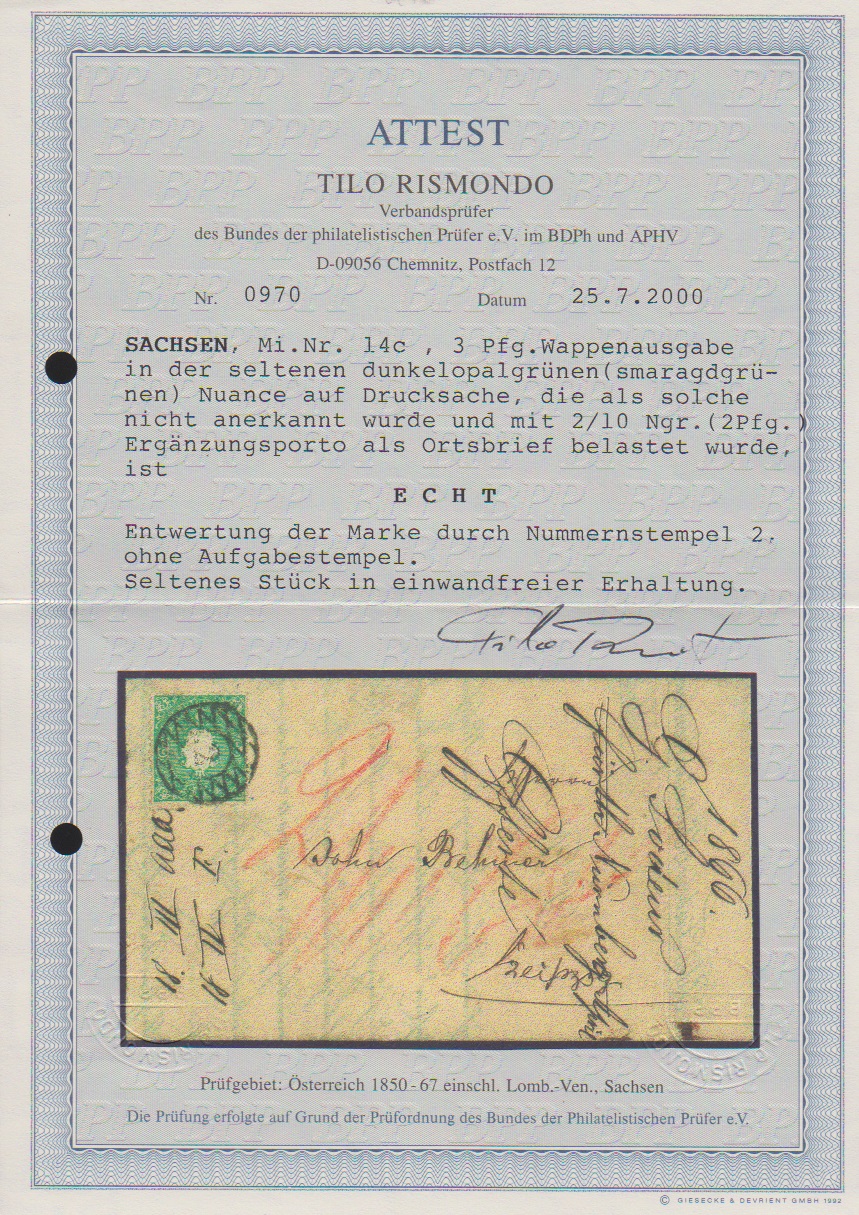 ATTEST
TILO RISMONDO
Verbandsprüfer
des Bundes der philatelistischen Prüfer e.V. im BDPh und APHV
D-09056 Chemnitz, Postfach 12
Nr. 0970 Datum 25.7.2000
SACHSEN, Mi.Nr. 14c , 3 Pfg.Wappenausgabe
in der seltenen dunkelopalgrünen(smaragdgrü-
nen) Nuance auf Drucksache, die als solche
nicht anerkannt wurde und mit 2/10 Ngr.(2Pfg.)
Ergänzungsporto als Ortsbrief belastet wurde,
ist
E C H T
Entwertung der Marke durch Nummernstempel 2,
ohne Aufgabestempel.
Seltenes Stück in einwandfreier Erhaltung.
1866.
John Behmer
Leipzig
Prüfgebiet: Österreich 1850-67 einschl. Lomb.-Ven., Sachsen
Die Prüfung erfolgte auf Grund der Prüfordnung des Bundes der Philatelistischen Prüfer e.V.
© GIESECKE & DEVRIENT GMBH 1992